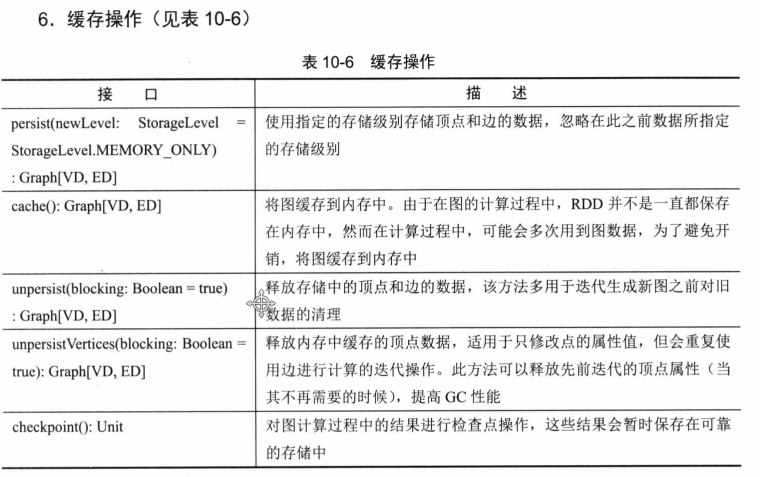 6．缓存操作（见表 10-6）
表 10-6 缓存操作
接 口
描 述
persist(newLevel: StorageLevel =
StorageLevel.MEMORY_ONLY)
: Graph[VD, ED]
使用指定的存储级别存储顶点和边的数据，忽略在此之前数据所指定
的存储级别
cache(): Graph[VD, ED]
将图缓存到内存中。由于在图的计算过程中，RDD 并不是一直都保存
在内存中，然而在计算过程中，可能会多次用到图数据，为了避免开
销，将图缓存到内存中
unpersist(blocking: Boolean = true)
: Graph[VD, ED]
释放存储中的顶点和边的数据，该方法多用于迭代生成新图之前对旧
数据的清理
unpersistVertices(blocking: Boolean =
true): Graph[VD, ED]
释放内存中缓存的顶点数据，适用于只修改点的属性值，但会重复使
用边进行计算的迭代操作。此方法可以释放先前迭代的顶点属性（当
其不再需要的时候），提高 GC 性能
checkpoint(): Unit
对图计算过程中的结果进行检查点操作，这些结果会暂时保存在可靠
的存储中